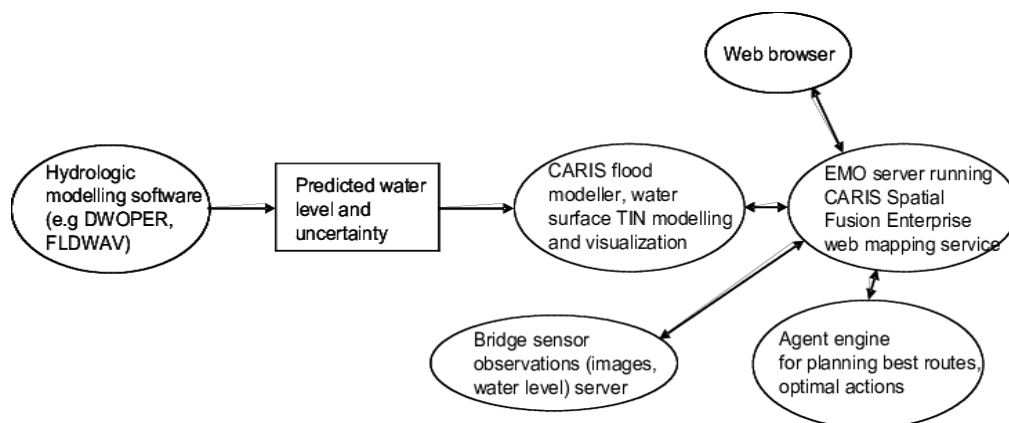 Web browser
Hydrologic
modelling software
(e.g DWOPER,
FLDWAV)
Predicted water
level and
uncertainty
CARIS flood
modeller, water
surface TIN modelling
and visualization
EMO server running
CARIS Spatial
Fusion Enterprise
web mapping service
Bridge sensor
observations (images,
water level) server
Agent engine
for planning best routes,
optimal actions